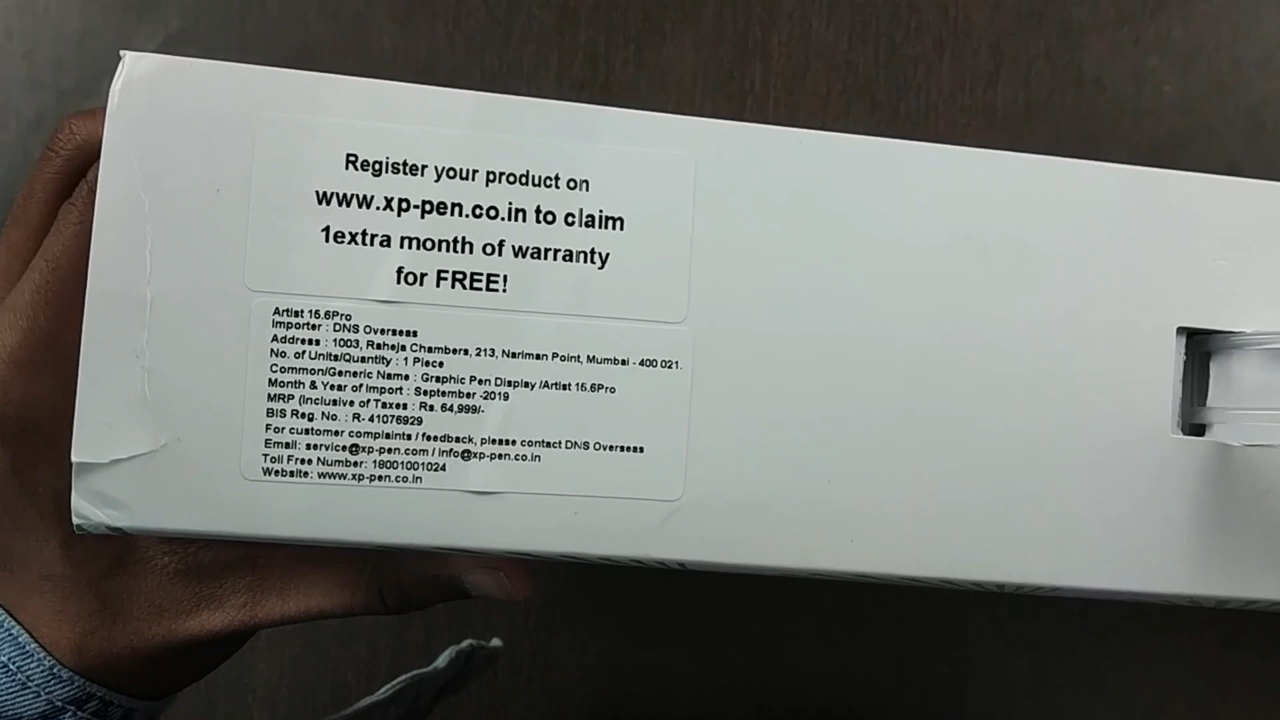 Register your product on
www.xp-pen.co.in to claim
1extra month of warranty
for FREE!
Artist 15.6Pro
Importer : DNS Overseas
Address : 1003, Raheja Chambers, 213, Nariman Point, Mumbai - 400 021.
No. of Units/Quantity : 1 Piece
Common/Generic Name : Graphic Pen Display /Artist 15.6Pro
Month & Year of Import : September -2019
MRP (Inclusive of Taxes : Rs. 64,999/-
BIS Reg. No. : R- 41076929
For customer complaints / feedback, please contact DNS Overseas
Email: service@xp-pen.com / info@xp-pen.co.in
Toll Free Number: 18001001024
Website: www.xp-pen.co.in